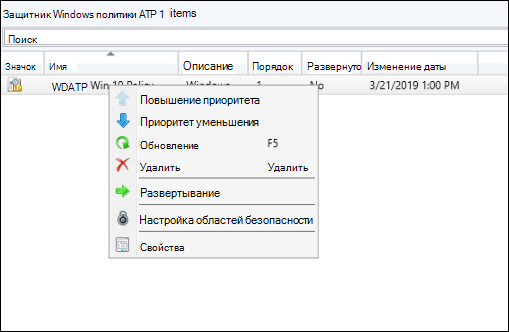 Защитник Windows политики ATP 1 items
Поиск
Значок Имя Описание Порядок Развернуто Изменение даты
WDATP Win 10 Policy Windows 1 No 3/21/2019 1:00 PM
Повышение приоритета
Приоритет уменьшения
Обновление F5
Удалить Удалить
Развертывание
Настройка областей безопасности
Свойства